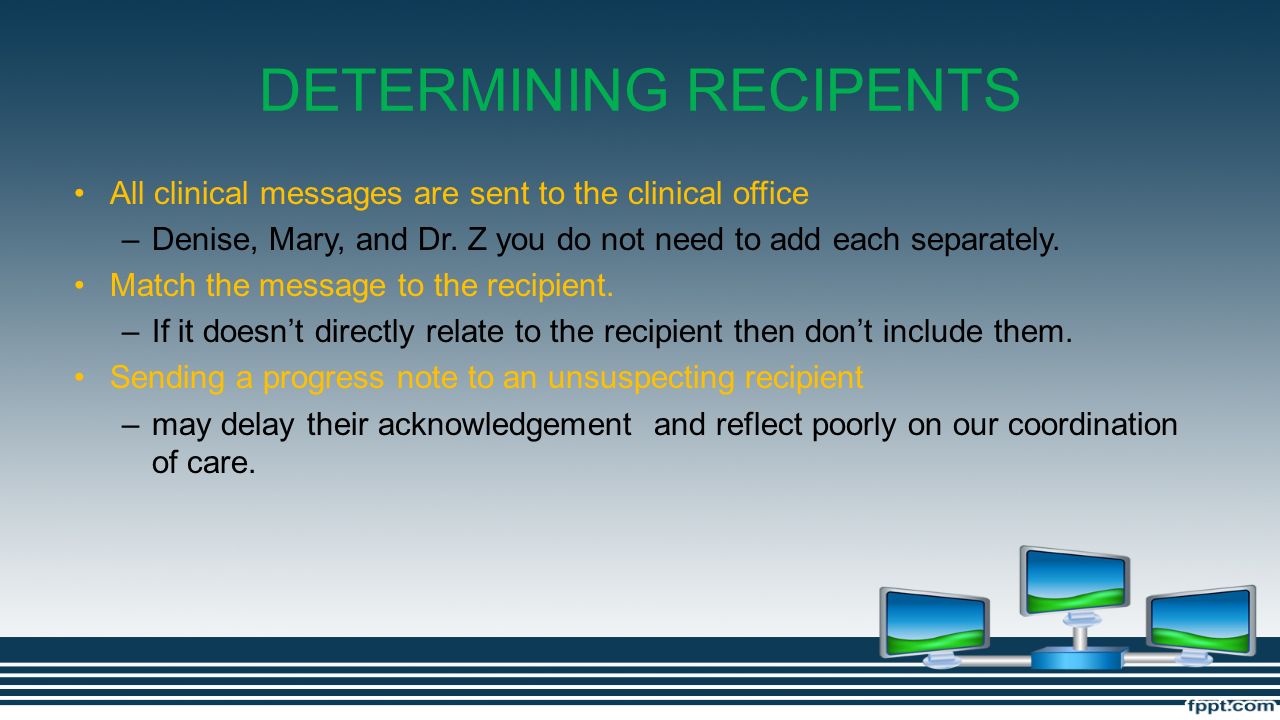 DETERMINING RECIPENTS
• All clinical messages are sent to the clinical office
– Denise, Mary, and Dr. Z you do not need to add each separately.
• Match the message to the recipient.
– If it doesn’t directly relate to the recipient then don’t include them.
• Sending a progress note to an unsuspecting recipient
– may delay their acknowledgement  and reflect poorly on our coordination
of care.
fppt.com